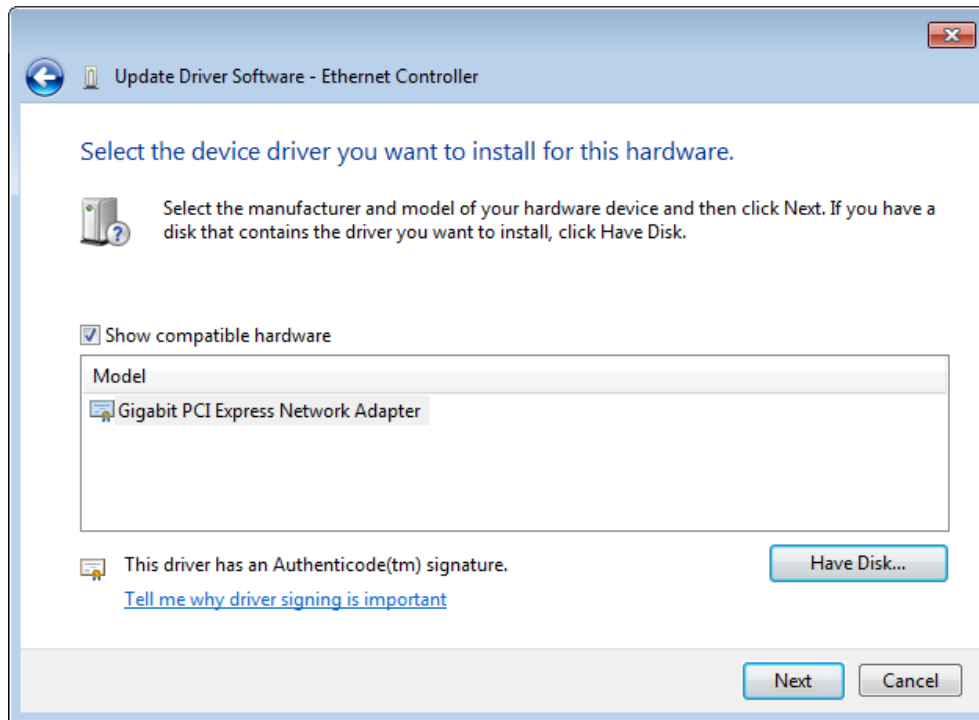 Update Driver Software - Ethernet Controller
Select the device driver you want to install for this hardware.
Select the manufacturer and model of your hardware device and then click Next. If you have a
disk that contains the driver you want to install, click Have Disk.
Show compatible hardware
Model
Gigabit PCI Express Network Adapter
This driver has an Authenticode(tm) signature.
Have Disk...
Tell me why driver signing is important
Next
Cancel